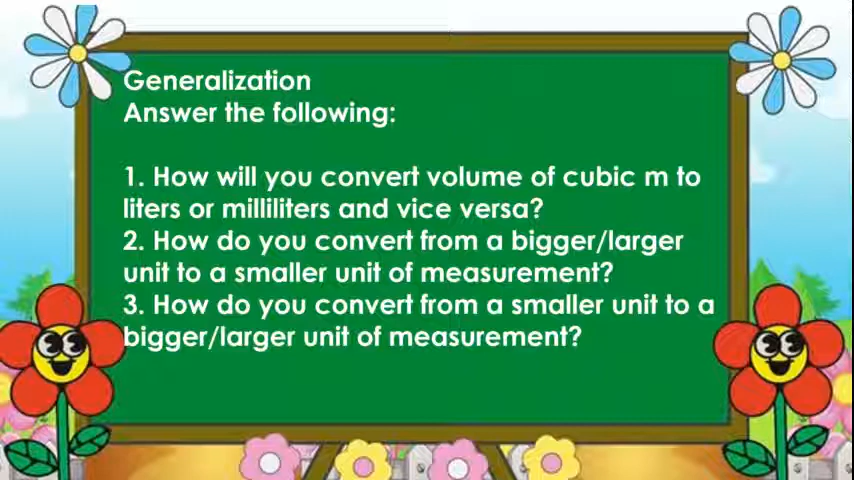 Generalization
Answer the following:
1. How will you convert volume of cubic m to
liters or milliliters and vice versa?
2. How do you convert from a bigger/larger
unit to a smaller unit of measurement?
3. How do you convert from a smaller unit to a
bigger/larger unit of measurement?